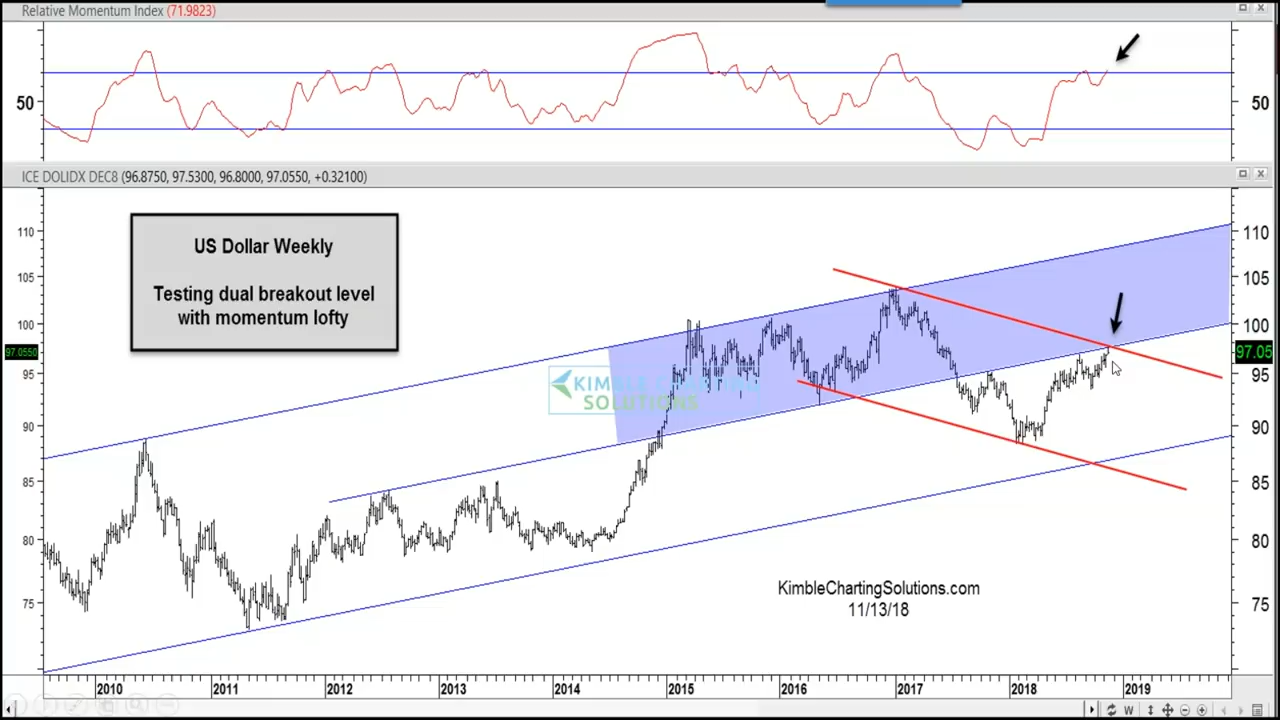 Relative Momentum Index (71.9823)
50
50
ICE DOLIDX DEC8 (96.8750, 97.5300, 96.8000, 97.0550, +0.32100)
US Dollar Weekly
Testing dual breakout level
with momentum lofty
110
105
100
97.0550
95
90
85
80
75
110
105
100
97.05
95
90
85
80
75
KIMBLE CHARTING
SOLUTIONS
KimbleChartingSolutions.com
11/13/18
2010 2011 2012 2013 2014 2015 2016 2017 2018 2019
W